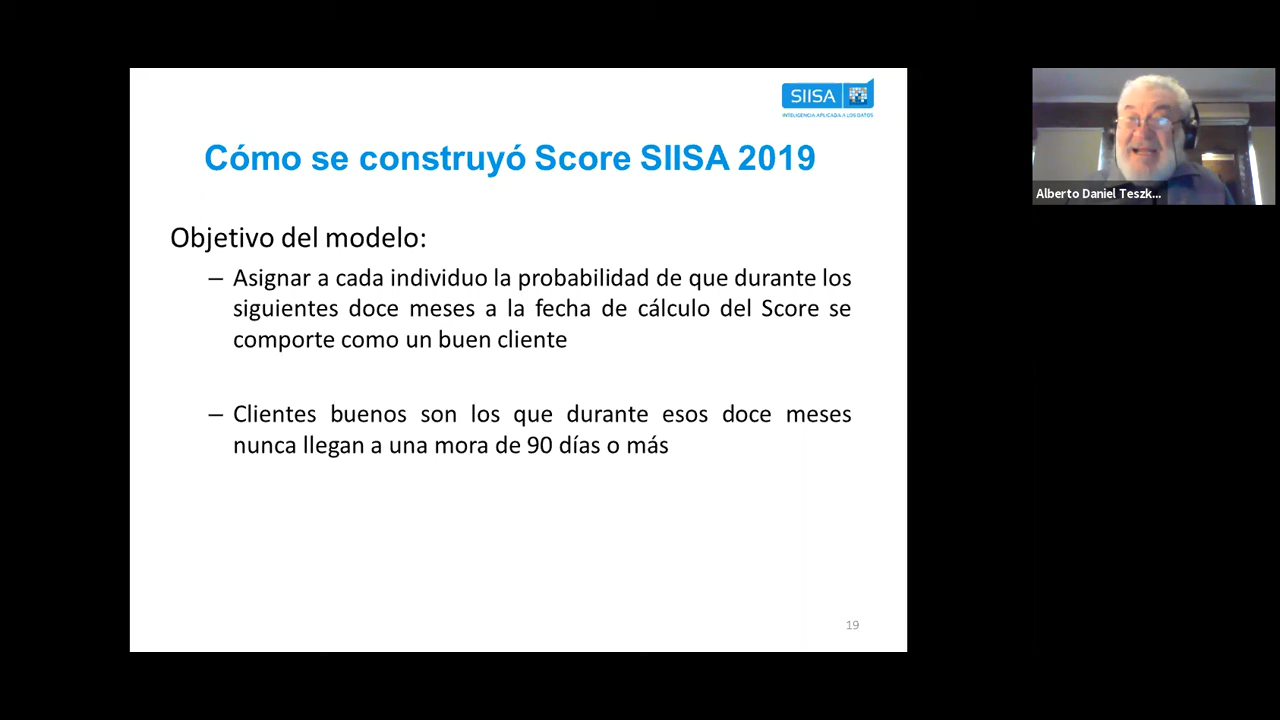 SIISA
INTELIGENCIA APLICADA A LOS DATOS
Cómo se construyó Score SIISA 2019
Objetivo del modelo:
– Asignar a cada individuo la probabilidad de que durante los
siguientes doce meses a la fecha de cálculo del Score se
comporte como un buen cliente
– Clientes buenos son los que durante esos doce meses
nunca llegan a una mora de 90 días o más
19
Alberto Daniel Teszk...